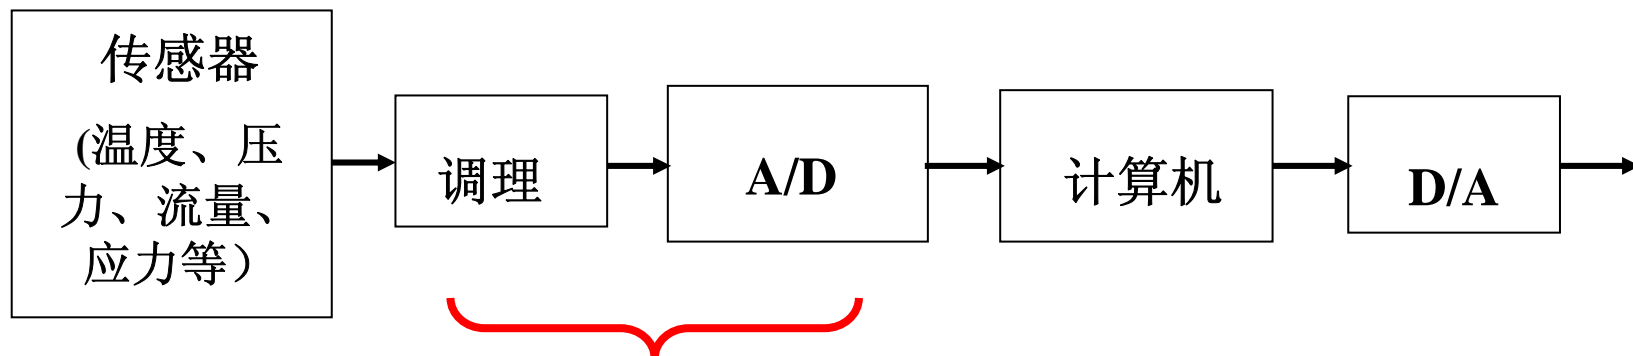 传感器
(温度、压
力、流量、
应力等）
调理
A/D
计算机
D/A